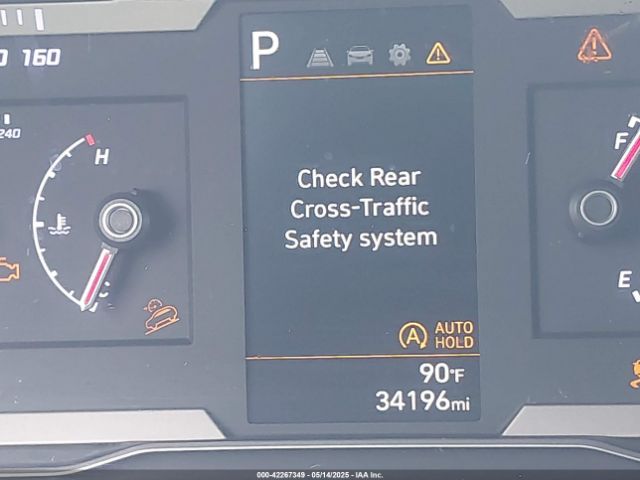 P
160
240
H
C
F
E
Check Rear
Cross-Traffic
Safety system
A AUTO
HOLD
90°F
34196mi
000-42267349 - 05/14/2025 - IAA Inc.